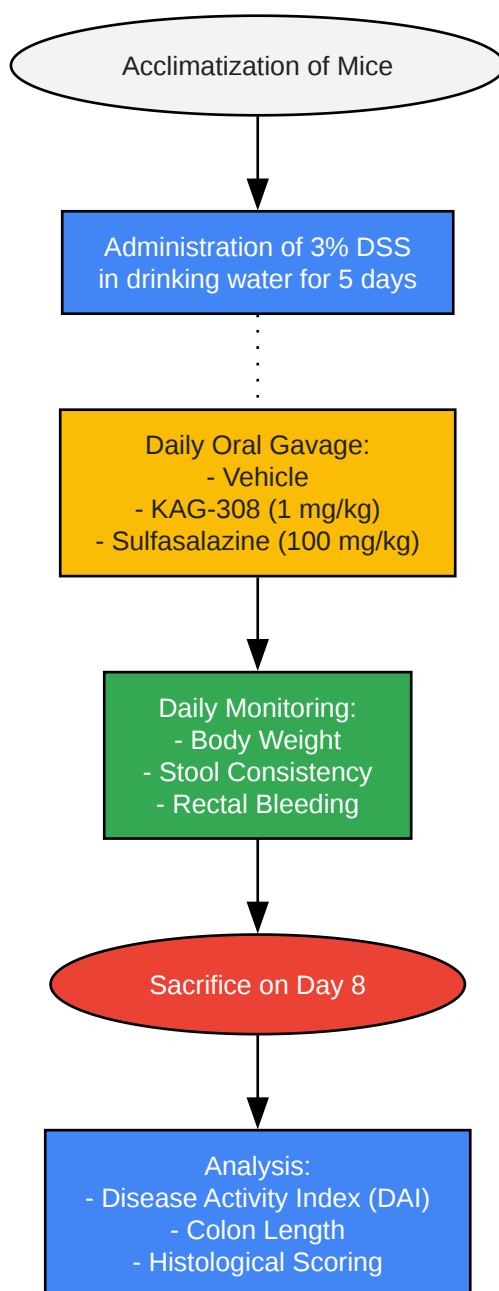 Acclimatization of Mice
Administration of 3% DSS
in drinking water for 5 days
Daily Oral Gavage:
- Vehicle
- KAG-308 (1 mg/kg)
- Sulfasalazine (100 mg/kg)
Daily Monitoring:
- Body Weight
- Stool Consistency
- Rectal Bleeding
Sacrifice on Day 8
Analysis:
- Disease Activity Index (DAI)
- Colon Length
- Histological Scoring